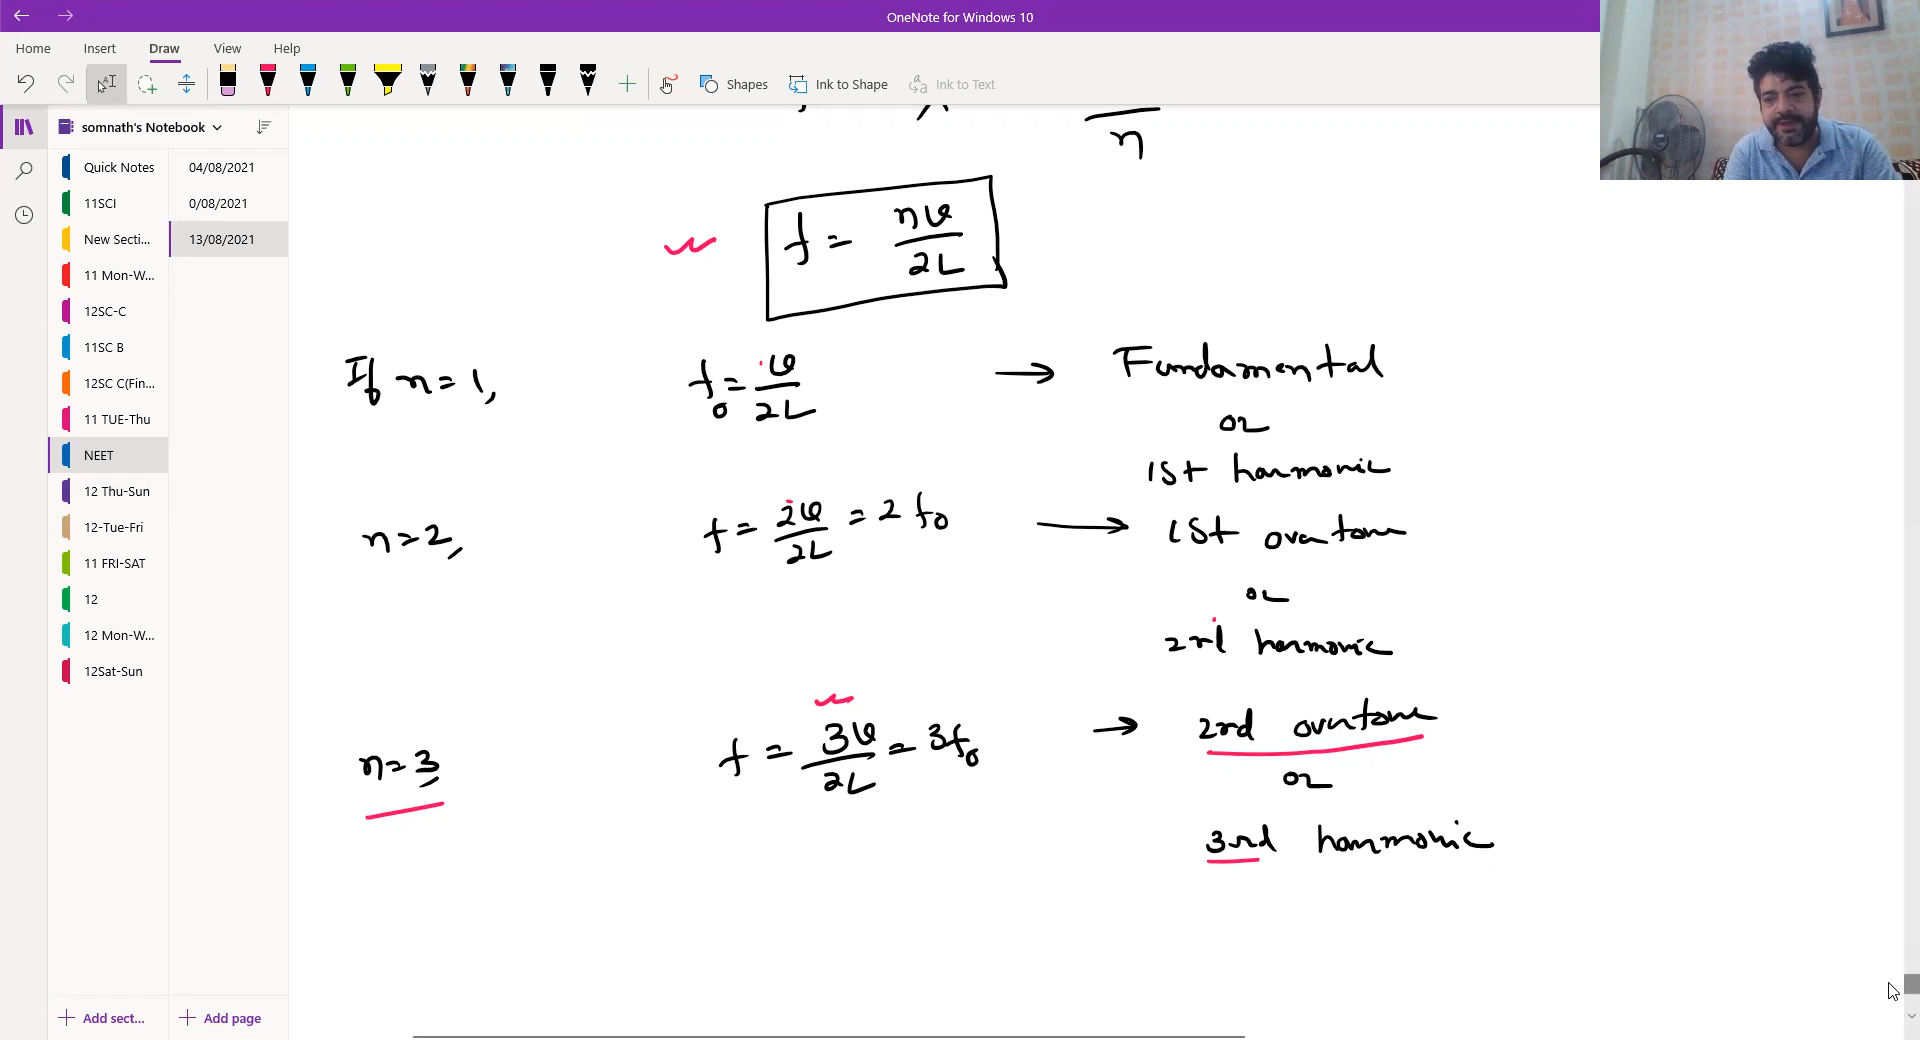 OneNote for Windows 10
Home Insert Draw View Help
Shapes Ink to Shape Ink to Text
somnath's Notebook
Quick Notes
11SCI
New Secti...
11 Mon-W...
12SC-C
11SC B
12SC C(Fin...
11 TUE-Thu
NEET
12 Thu-Sun
12-Tue-Fri
11 FRI-SAT
12
12 Mon-W...
12Sat-Sun
Add sect...
04/08/2021
0/08/2021
13/08/2021
Add page
n
f = nv/2L
If n = 1, f₀ = v/2L → Fundamental
or
1st harmonic
n = 2, f = 2v/2L = 2 f₀ → 1st overtone
or
2rd harmonic
n = 3 f = 3v/2L = 3f₀ → 2rd overtone
or
3rd harmonic